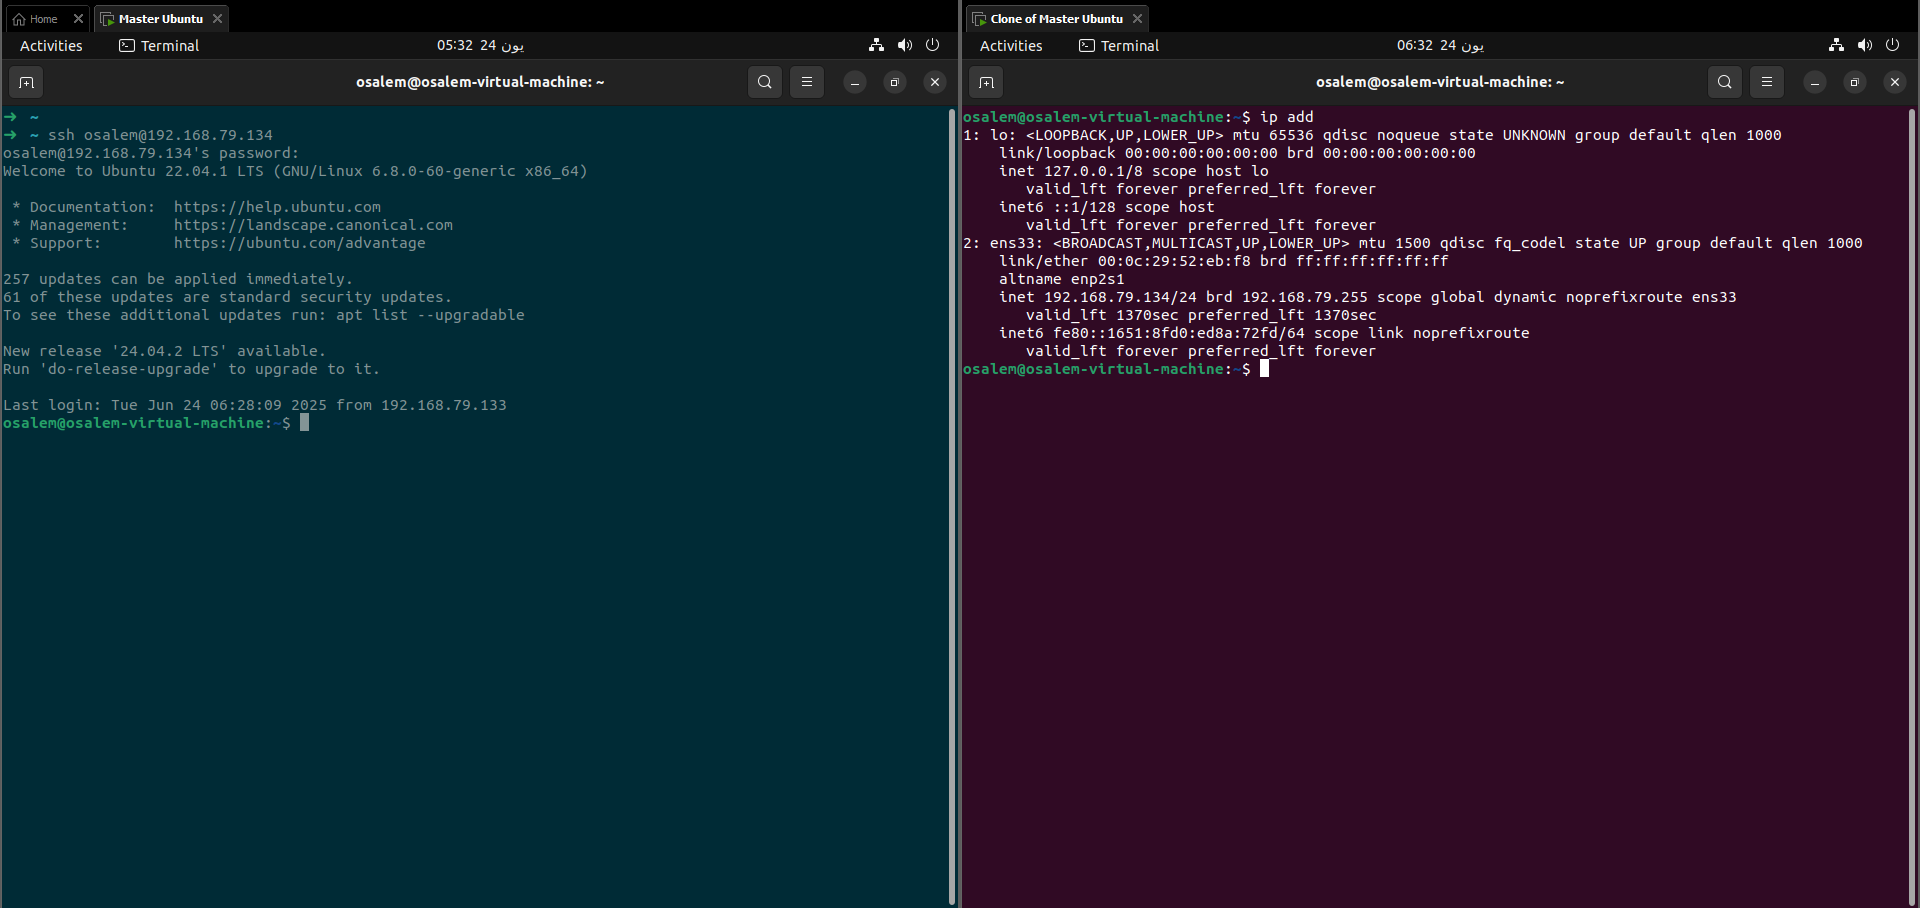 Home
Master Ubuntu
Activities
Terminal
05:32 24 يون
osalem@osalem-virtual-machine: ~
➜ ~
➜ ~ ssh osalem@192.168.79.134
osalem@192.168.79.134's password:
Welcome to Ubuntu 22.04.1 LTS (GNU/Linux 6.8.0-60-generic x86_64)
* Documentation: https://help.ubuntu.com
* Management: https://landscape.canonical.com
* Support: https://ubuntu.com/advantage
257 updates can be applied immediately.
61 of these updates are standard security updates.
To see these additional updates run: apt list --upgradable
New release '24.04.2 LTS' available.
Run 'do-release-upgrade' to upgrade to it.
Last login: Tue Jun 24 06:28:09 2025 from 192.168.79.133
osalem@osalem-virtual-machine:~$
Clone of Master Ubuntu
Activities
Terminal
06:32 24 يون
osalem@osalem-virtual-machine: ~
osalem@osalem-virtual-machine:~$ ip add
1: lo: <LOOPBACK,UP,LOWER_UP> mtu 65536 qdisc noqueue state UNKNOWN group default qlen 1000
link/loopback 00:00:00:00:00:00 brd 00:00:00:00:00:00
inet 127.0.0.1/8 scope host lo
valid_lft forever preferred_lft forever
inet6 ::1/128 scope host
valid_lft forever preferred_lft forever
2: ens33: <BROADCAST,MULTICAST,UP,LOWER_UP> mtu 1500 qdisc fq_codel state UP group default qlen 1000
link/ether 00:0c:29:52:eb:f8 brd ff:ff:ff:ff:ff:ff
altname enp2s1
inet 192.168.79.134/24 brd 192.168.79.255 scope global dynamic noprefixroute ens33
valid_lft 1370sec preferred_lft 1370sec
inet6 fe80::1651:8fd0:ed8a:72fd/64 scope link noprefixroute
valid_lft forever preferred_lft forever
osalem@osalem-virtual-machine:~$